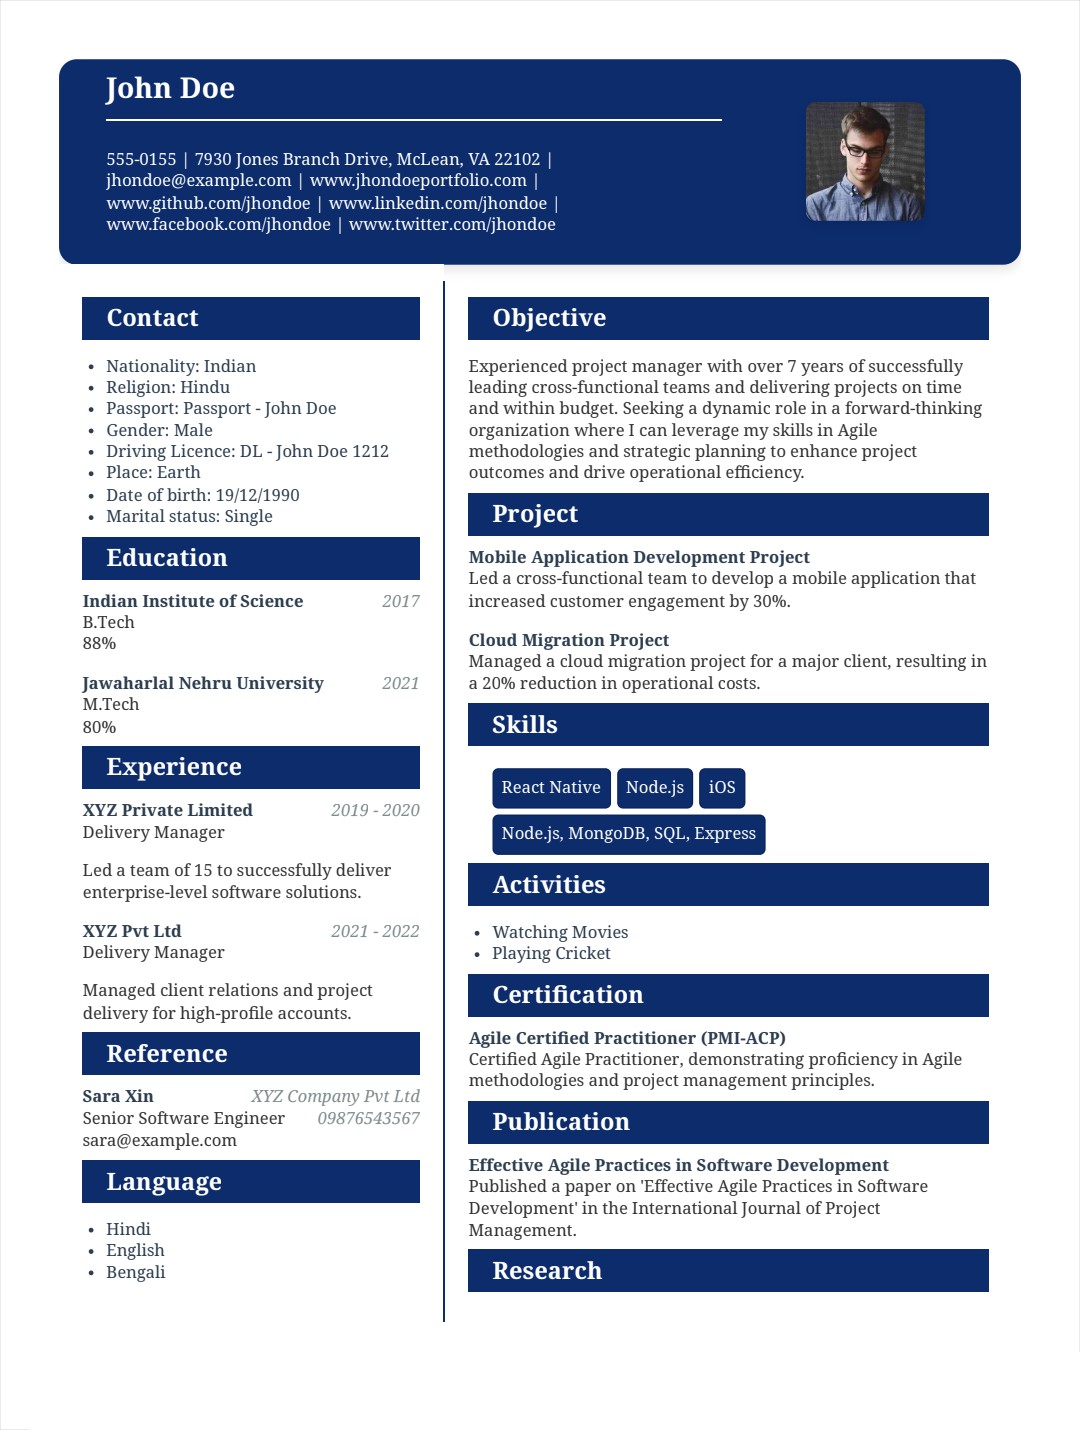 John Doe
555-0155 | 7930 Jones Branch Drive, McLean, VA 22102 |
jhondoe@example.com | www.jhondoeportfolio.com |
www.github.com/jhondoe | www.linkedin.com/jhondoe |
www.facebook.com/jhondoe | www.twitter.com/jhondoe
Contact
• Nationality: Indian
• Religion: Hindu
• Passport: Passport - John Doe
• Gender: Male
• Driving Licence: DL - John Doe 1212
• Place: Earth
• Date of birth: 19/12/1990
• Marital status: Single
Education
Indian Institute of Science 2017
B.Tech
88%
Jawaharlal Nehru University 2021
M.Tech
80%
Experience
XYZ Private Limited 2019 - 2020
Delivery Manager
Led a team of 15 to successfully deliver
enterprise-level software solutions.
XYZ Pvt Ltd 2021 - 2022
Delivery Manager
Managed client relations and project
delivery for high-profile accounts.
Reference
Sara Xin XYZ Company Pvt Ltd
Senior Software Engineer 09876543567
sara@example.com
Language
• Hindi
• English
• Bengali
Objective
Experienced project manager with over 7 years of successfully
leading cross-functional teams and delivering projects on time
and within budget. Seeking a dynamic role in a forward-thinking
organization where I can leverage my skills in Agile
methodologies and strategic planning to enhance project
outcomes and drive operational efficiency.
Project
Mobile Application Development Project
Led a cross-functional team to develop a mobile application that
increased customer engagement by 30%.
Cloud Migration Project
Managed a cloud migration project for a major client, resulting in
a 20% reduction in operational costs.
Skills
React Native Node.js iOS
Node.js, MongoDB, SQL, Express
Activities
• Watching Movies
• Playing Cricket
Certification
Agile Certified Practitioner (PMI-ACP)
Certified Agile Practitioner, demonstrating proficiency in Agile
methodologies and project management principles.
Publication
Effective Agile Practices in Software Development
Published a paper on 'Effective Agile Practices in Software
Development' in the International Journal of Project
Management.
Research